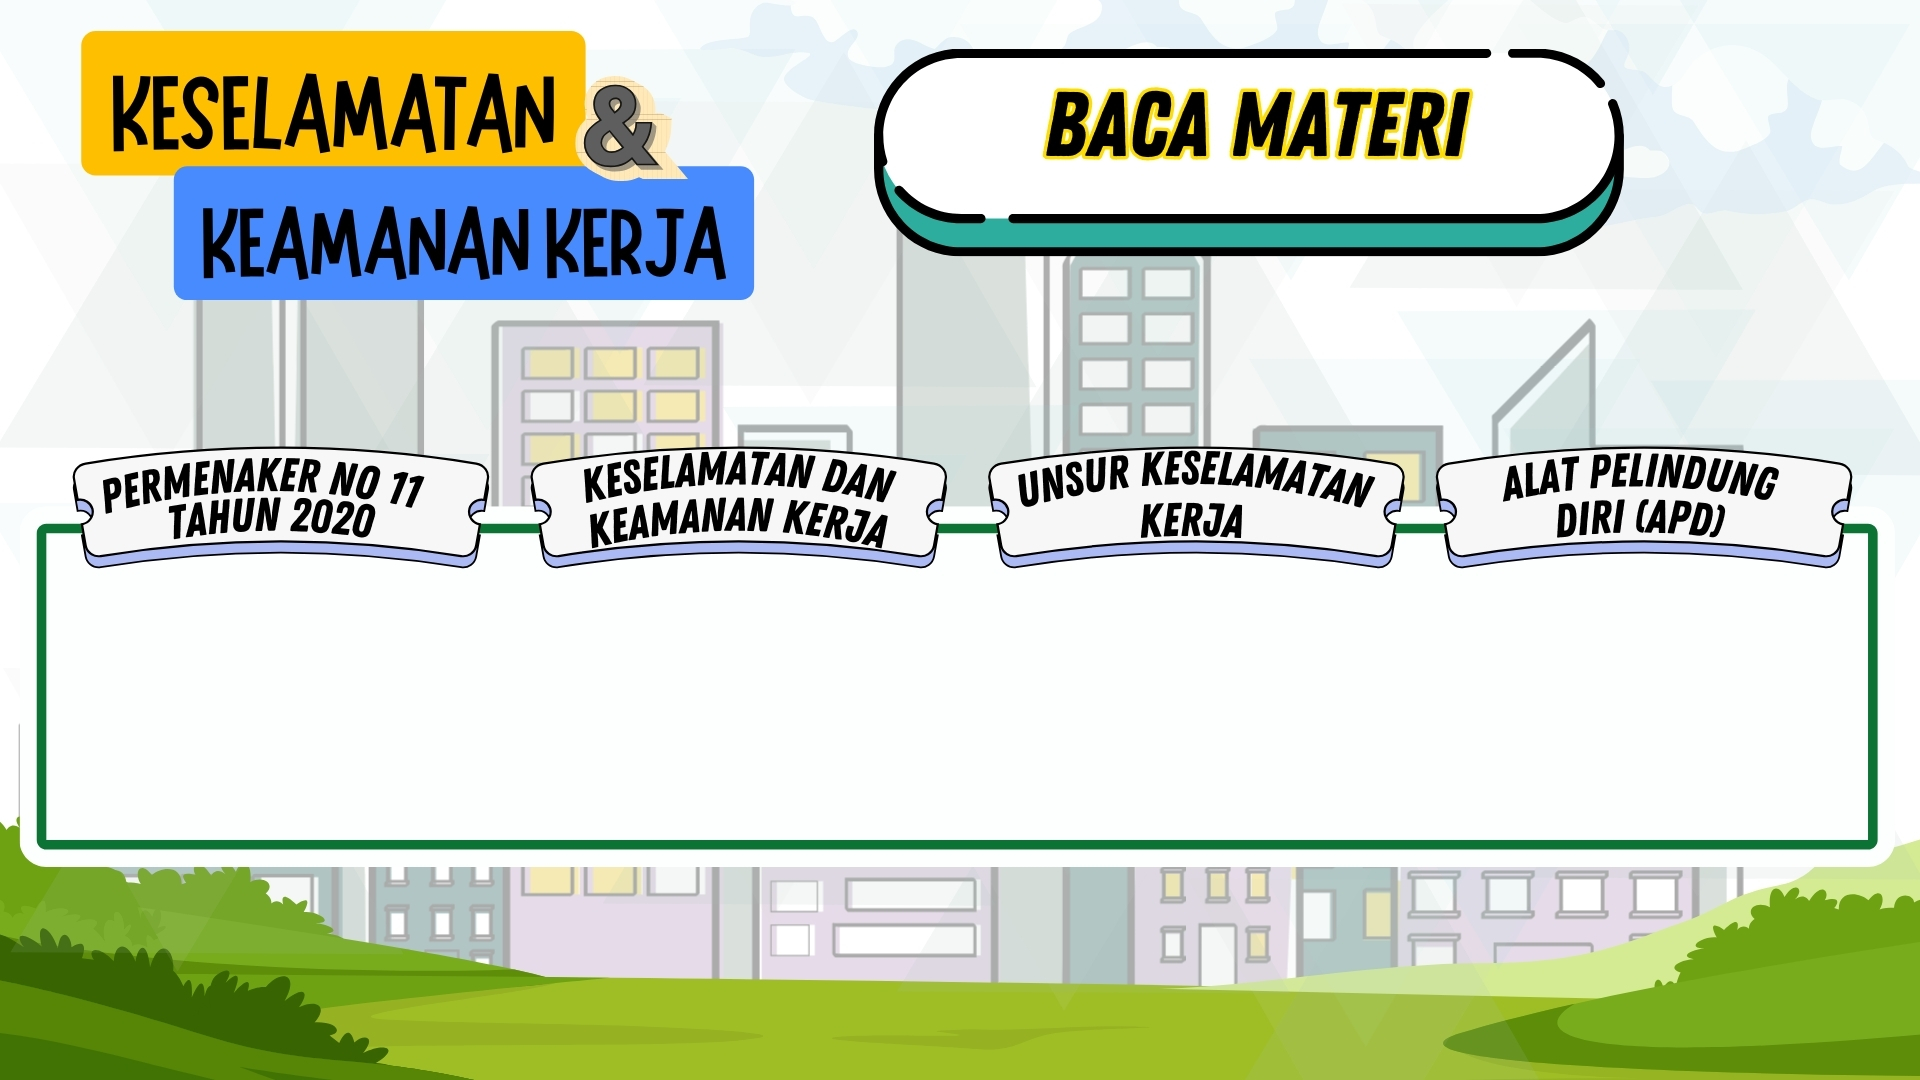 KESELAMATAN
&
KEAMANAN KERJA
BACA MATERI
PERMENAKER NO 11
TAHUN 2020
KESELAMATAN DAN
KEAMANAN KERJA
UNSUR KESELAMATAN
KERJA
ALAT PELINDUNG
DIRI (APD)